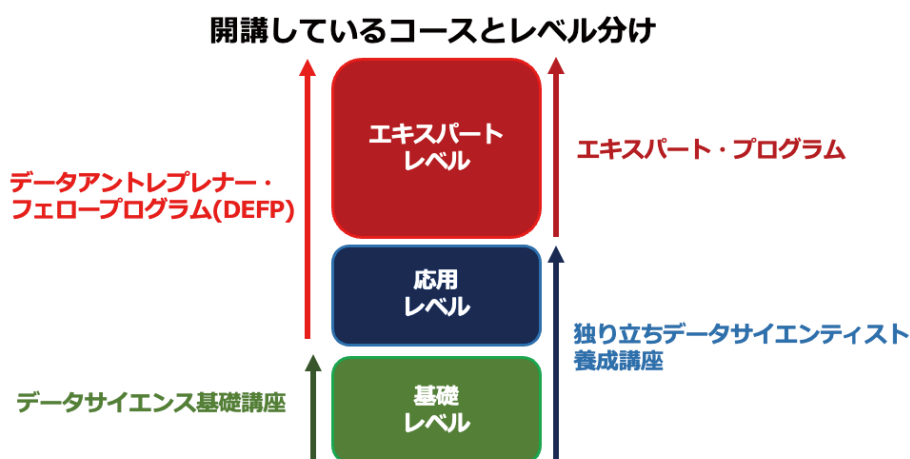 開講しているコースとレベル分け
エキスパート
レベル
エキスパート・プログラム
データアントレプレナー・
フェロープログラム(DEFP)
応用
レベル
独り立ちデータサイエンティスト
養成講座
データサイエンス基礎講座
基礎
レベル